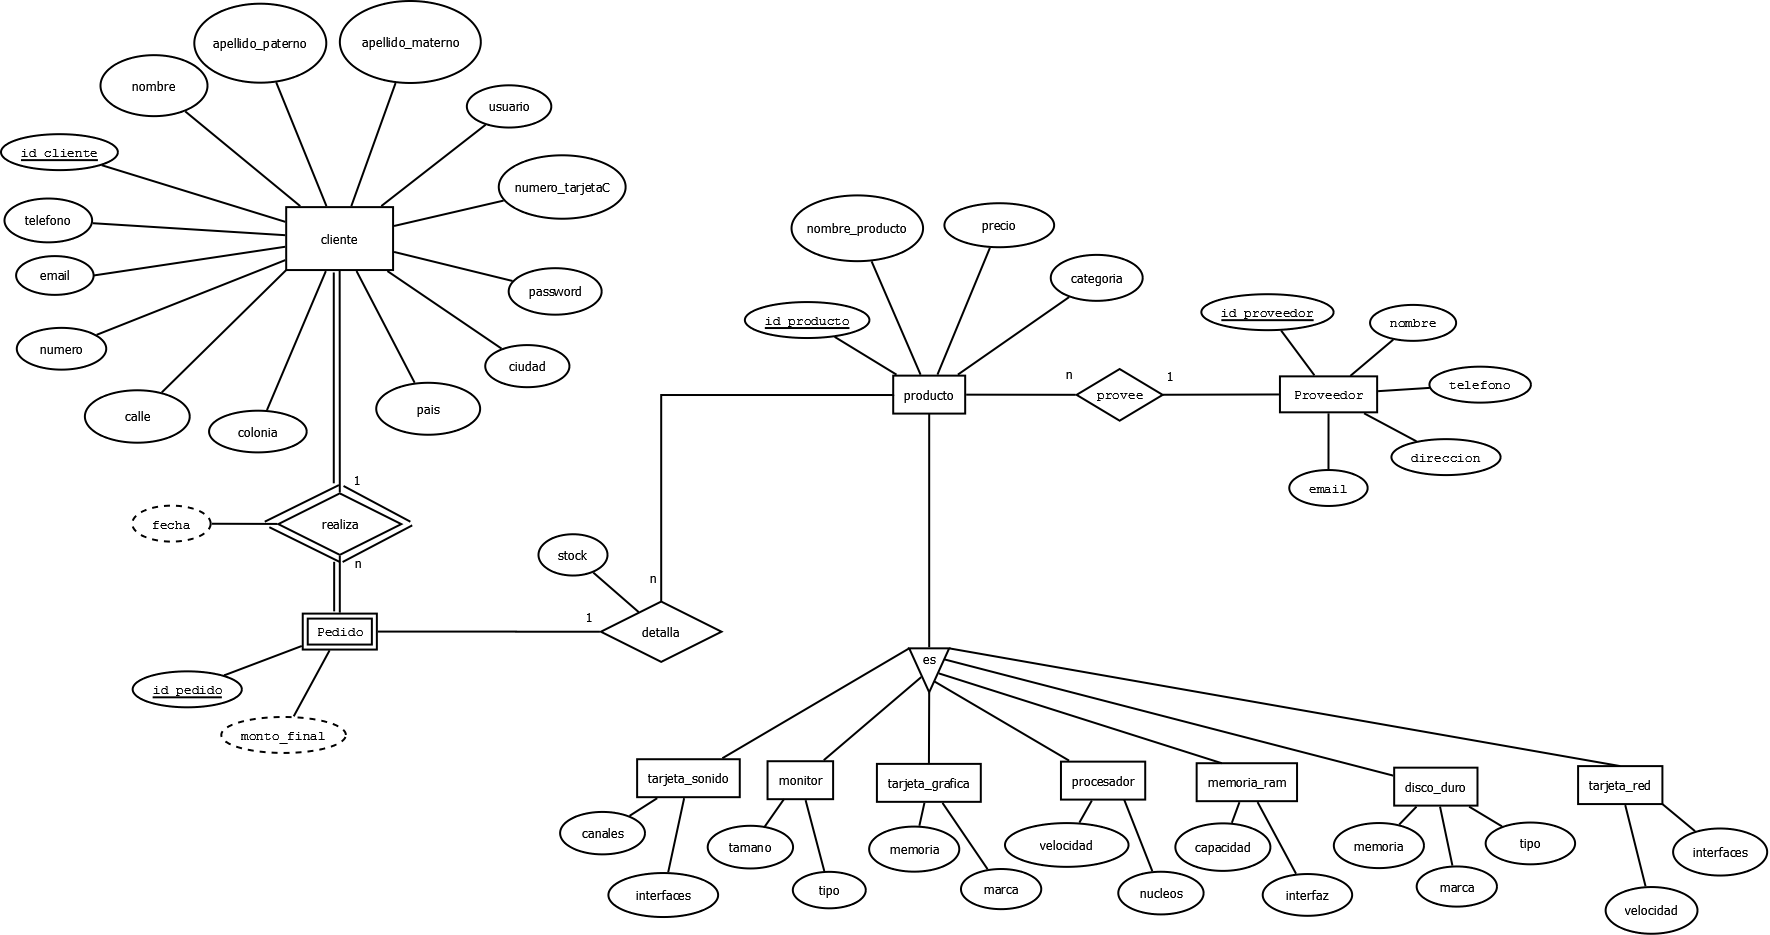 apellido_paterno
apellido_materno
nombre
usuario
id_cliente
numero_tarjetaC
telefono
cliente
email
password
numero
ciudad
calle
colonia
pais
nombre_producto
precio
categoria
id_producto
id_proveedor
nombre
n
1
producto
provee
Proveedor
telefono
direccion
email
1
fecha
realiza
n
stock
n
1
Pedido
detalla
id_pedido
monto_final
es
tarjeta_sonido
monitor
tarjeta_grafica
procesador
memoria_ram
disco_duro
tarjeta_red
canales
tamano
memoria
velocidad
capacidad
memoria
tipo
interfaces
interfaces
tipo
marca
nucleos
interfaz
marca
velocidad